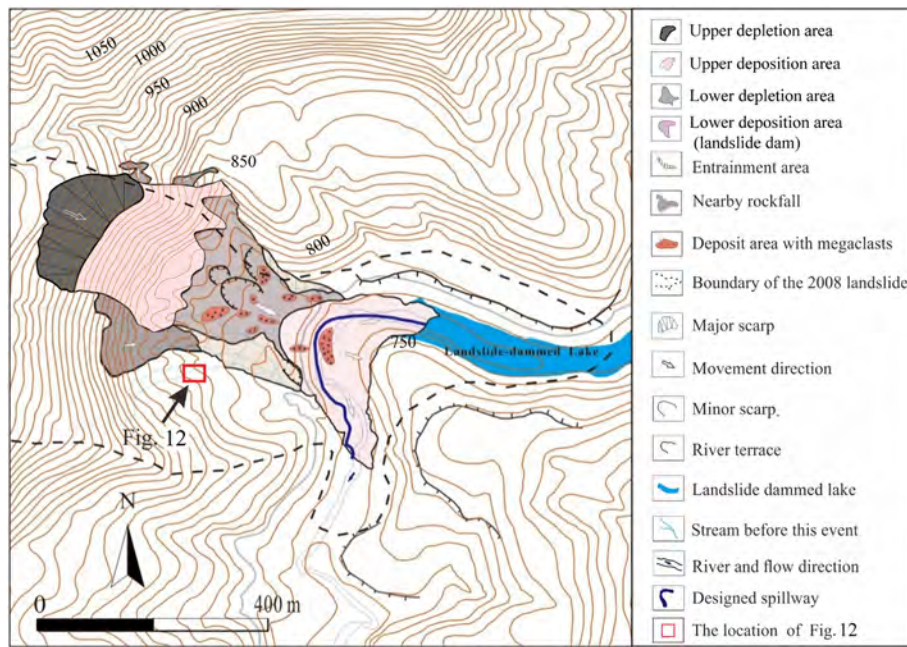 1050
1000
950
900
850
800
750
Landslide-dammed Lake
Fig. 12
N
0
400 m
Upper depletion area
Upper deposition area
Lower depletion area
Lower deposition area
(landslide dam)
Entrainment area
Nearby rockfall
Deposit area with megaclasts
Boundary of the 2008 landslide
Major scarp
Movement direction
Minor scarp.
River terrace
Landslide dammed lake
Stream before this event
River and flow direction
Designed spillway
The location of Fig. 12